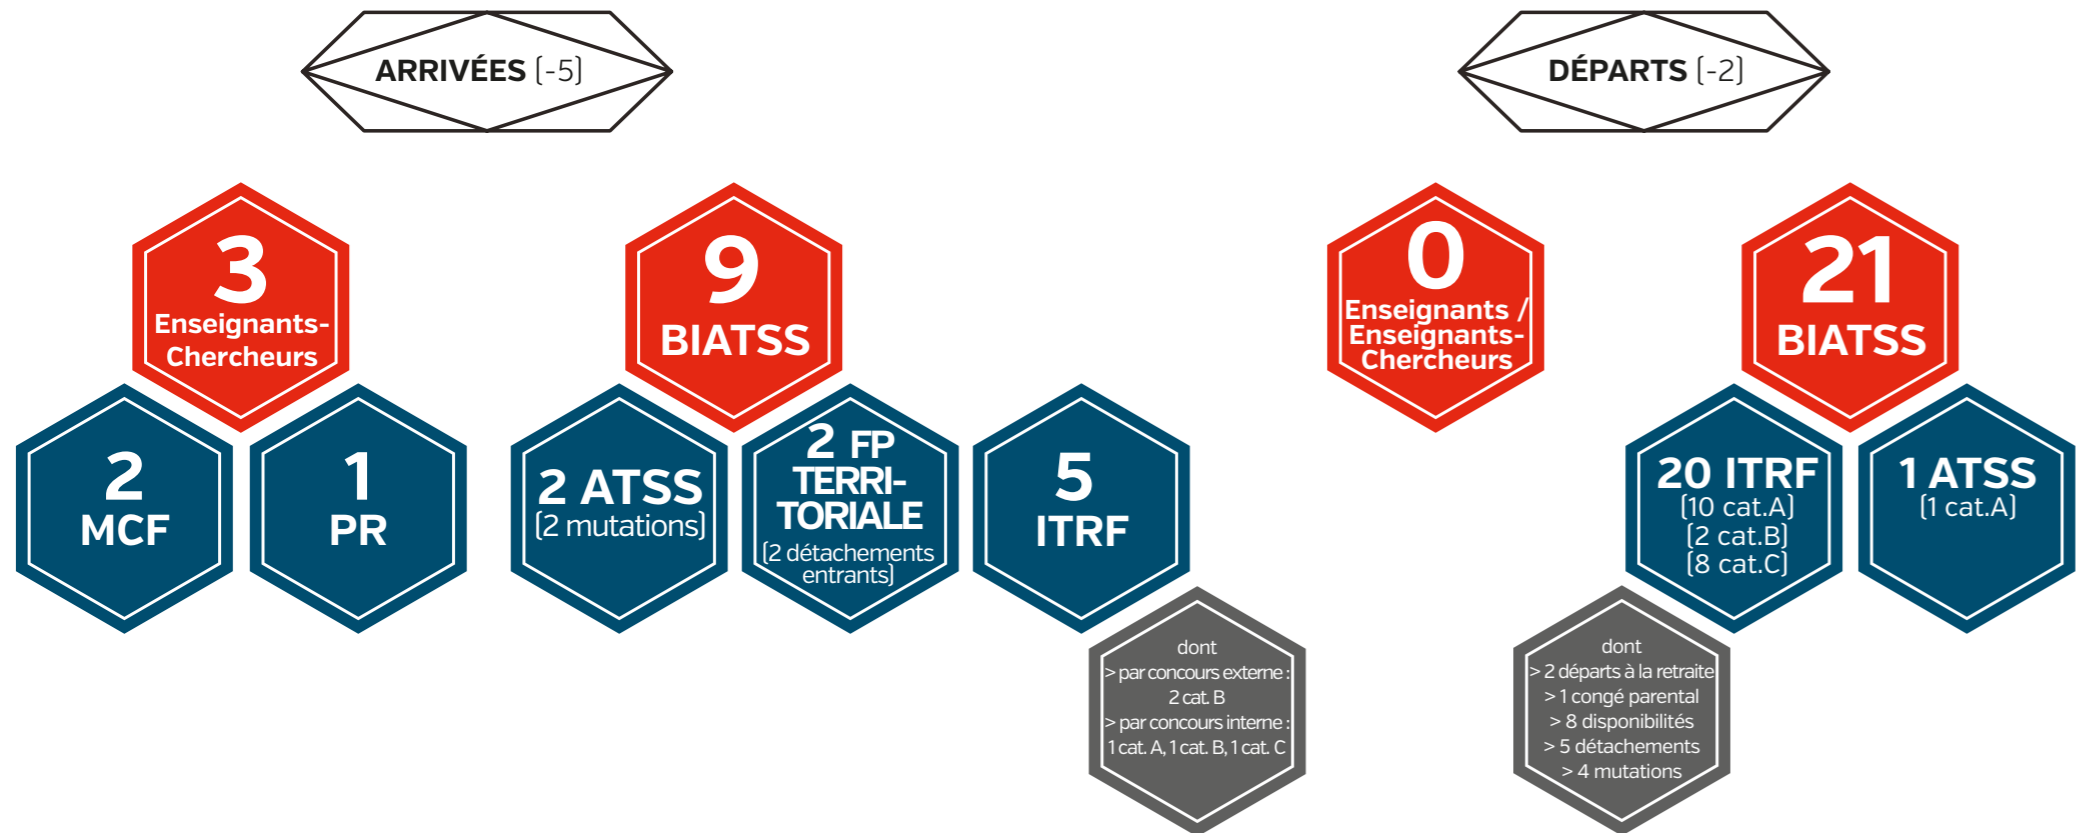 ARRIVÉES (-5)
3
Enseignants-
Chercheurs
2
MCF
1
PR
9
BIATSS
2 ATSS
(2 mutations)
2 FP
TERRI-
TORIALE
(2 détachements
entrants)
5
ITRF
dont
> par concours externe :
2 cat. B
> par concours interne :
1 cat. A, 1 cat. B, 1 cat. C
DÉPARTS (-2)
0
Enseignants /
Enseignants-
Chercheurs
21
BIATSS
20 ITRF
(10 cat.A)
(2 cat.B)
(8 cat.C)
1 ATSS
(1 cat.A)
dont
> 2 départs à la retraite
> 1 congé parental
> 8 disponibilités
> 5 détachements
> 4 mutations